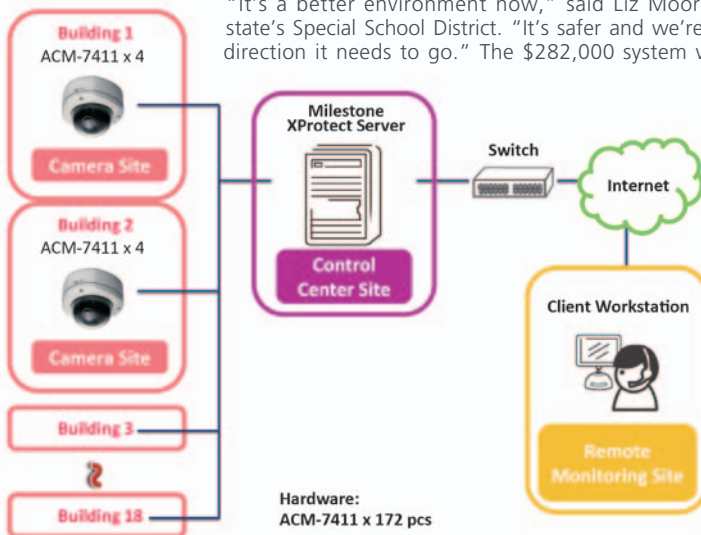 "It's a better environment now," said Liz Moor
state's Special School District. "It's safer and we're
direction it needs to go." The $282,000 system w
Building 1
ACM-7411 x 4
Camera Site
Building 2
ACM-7411 x 4
Camera Site
Building 3
Building 18
Milestone
XProtect Server
Control
Center Site
Switch
Internet
Client Workstation
Remote
Monitoring Site
Hardware:
ACM-7411 x 172 pcs